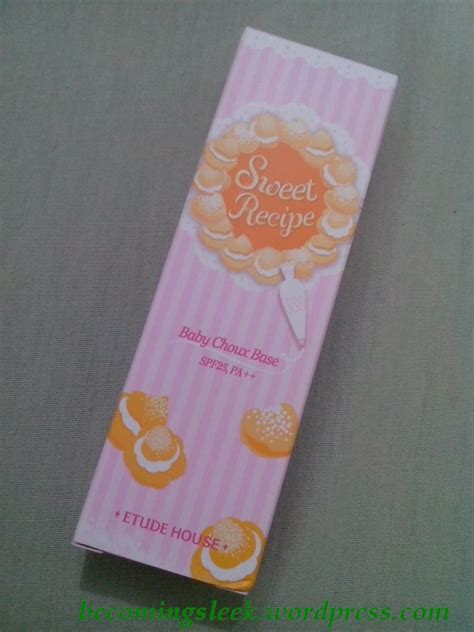 Sweet
Recipe
Baby Choux Base
SPF25, PA++
ETUDE HOUSE
becomingsleek.wordpress.com